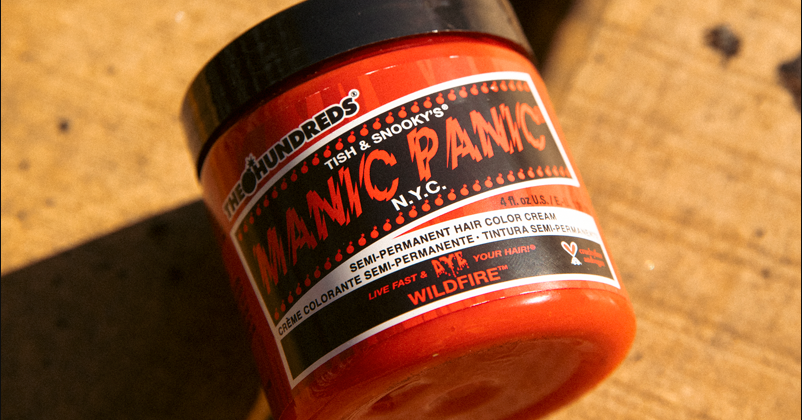 THE HUNDREDS®
TISH & SNOOKY'S®
MANIC PANIC
N.Y.C.
4 fl. oz U.S. /
SEMI-PERMANENT HAIR COLOR CREAM
CRÈME COLORANTE SEMI-PERMANENTE • TINTURA SEMI-PERMANENTE
LIVE FAST & DYE YOUR HAIR!®
WILDFIRE™